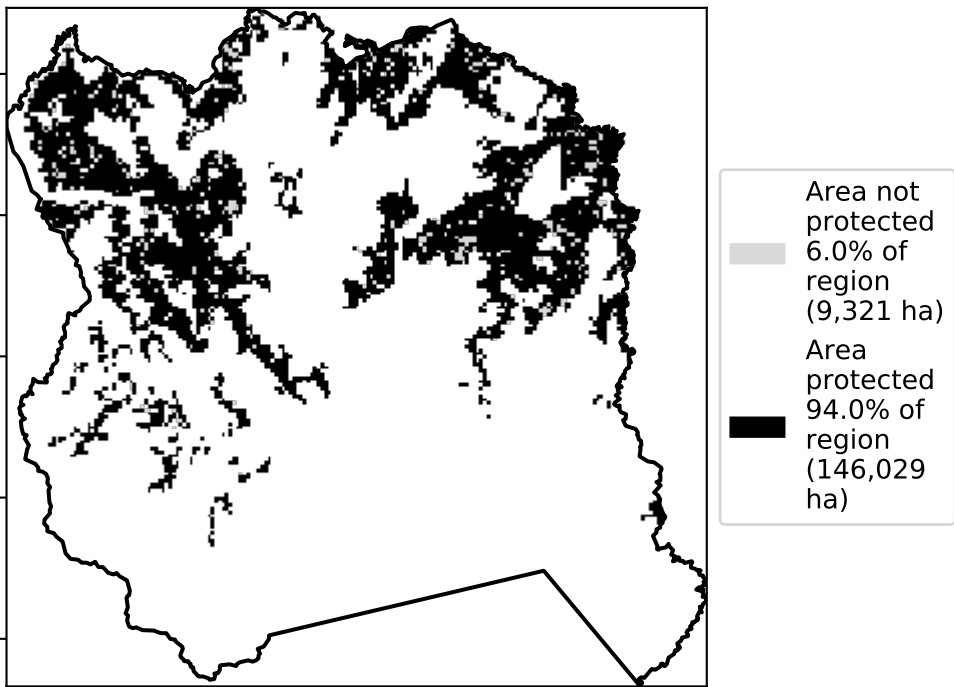 Area not
protected
6.0% of
region
(9,321 ha)
Area
protected
94.0% of
region
(146,029
ha)